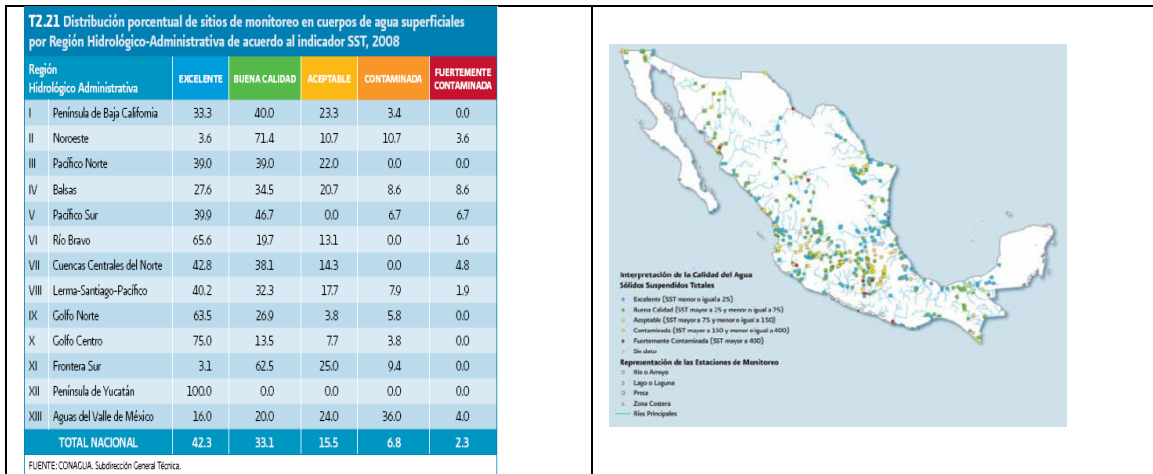 T2.21 Distribución porcentual de sitios de monitoreo en cuerpos de agua superficiales
por Región Hidrológico-Administrativa de acuerdo al indicador SST, 2008
Región
Hidrológico Administrativa
EXCELENTE BUENA CALIDAD ACEPTABLE CONTAMINADA FUERTEMENTE CONTAMINADA
I Península de Baja California 33.3 40.0 23.3 3.4 0.0
II Noroeste 3.6 71.4 10.7 10.7 3.6
III Pacífico Norte 39.0 39.0 22.0 0.0 0.0
IV Balsas 27.6 34.5 20.7 8.6 8.6
V Pacífico Sur 39.9 46.7 0.0 6.7 6.7
VI Río Bravo 65.6 19.7 13.1 0.0 1.6
VII Cuencas Centrales del Norte 42.8 38.1 14.3 0.0 4.8
VIII Lerma-Santiago-Pacífico 40.2 32.3 17.7 7.9 1.9
IX Golfo Norte 63.5 26.9 3.8 5.8 0.0
X Golfo Centro 75.0 13.5 7.7 3.8 0.0
XI Frontera Sur 3.1 62.5 25.0 9.4 0.0
XII Península de Yucatán 100.0 0.0 0.0 0.0 0.0
XIII Aguas del Valle de México 16.0 20.0 24.0 36.0 4.0
TOTAL NACIONAL 42.3 33.1 15.5 6.8 2.3
FUENTE: CONAGUA. Subdirección General Técnica.
Interpretación de la Calidad del Agua
Sólidos Suspendidos Totales
Excelente (SST menor o igual a 25)
Buena Calidad (SST mayor a 25 y menor o igual a 75)
Aceptable (SST mayor a 75 y menor o igual a 150)
Contaminada (SST mayor a 150 y menor o igual a 400)
Fuertemente Contaminada (SST mayor a 400)
Sin dato
Representación de las Estaciones de Monitoreo
Río o Arroyo
Lago o Laguna
Presa
Zona Costera
Ríos Principales